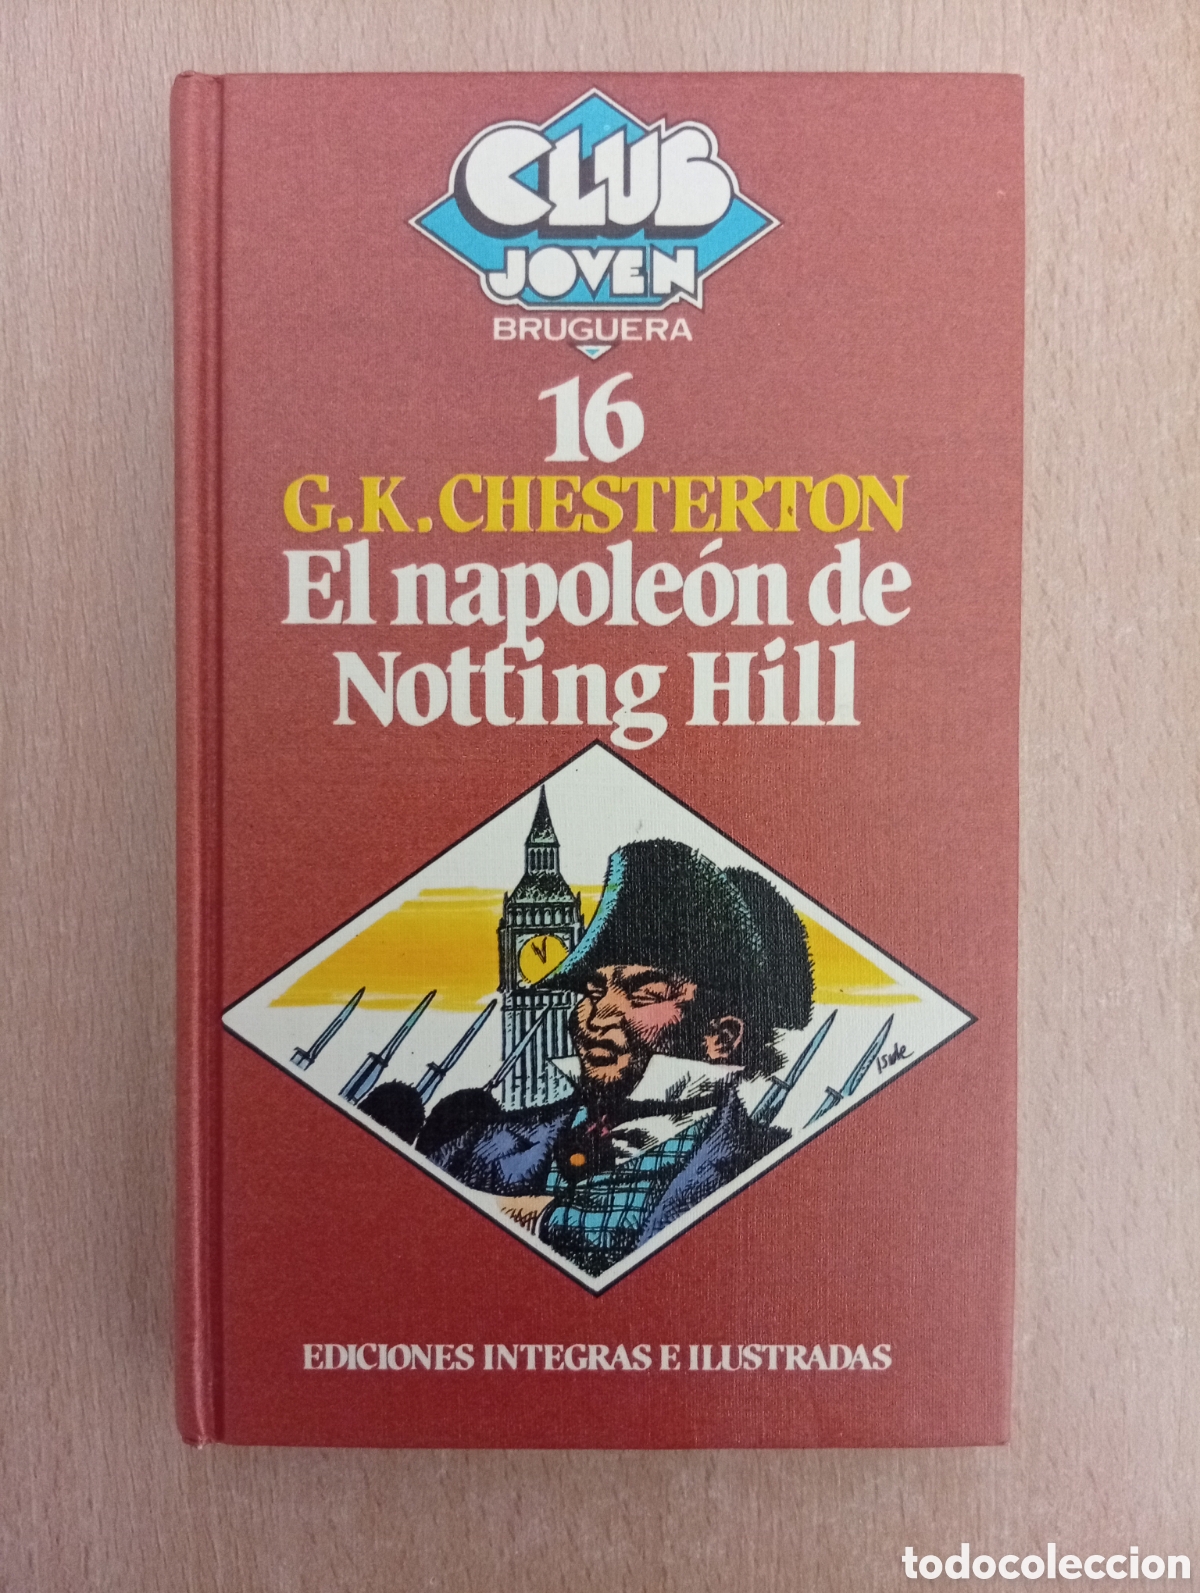 CLUB
JOVEN
BRUGUERA
16
G.K.CHESTERTON
El napoleón de
Notting Hill
EDICIONES INTEGRAS E ILUSTRADAS
todocoleccion